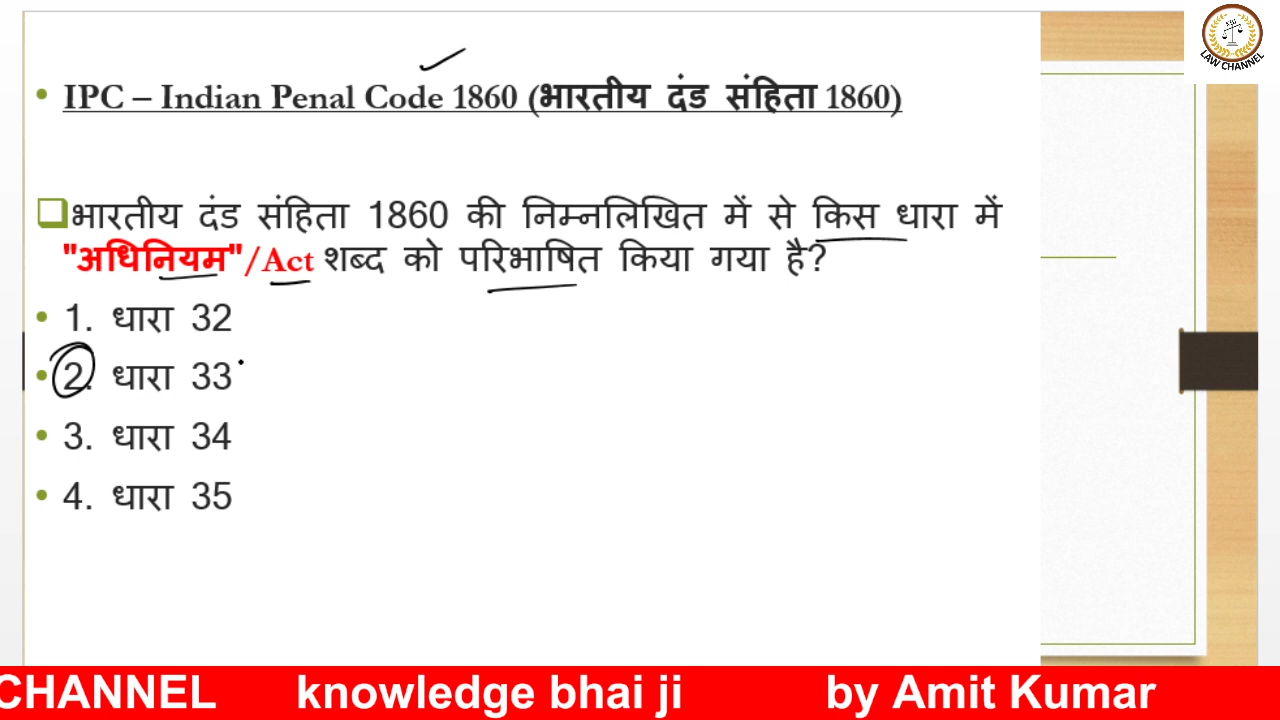 LAW CHANNEL
IPC – Indian Penal Code 1860 (भारतीय दंड संहिता 1860)
भारतीय दंड संहिता 1860 की निम्नलिखित में से किस धारा में
"अधिनियम"/Act शब्द को परिभाषित किया गया है?
1. धारा 32
2. धारा 33
3. धारा 34
4. धारा 35
CHANNEL knowledge bhai ji by Amit Kumar